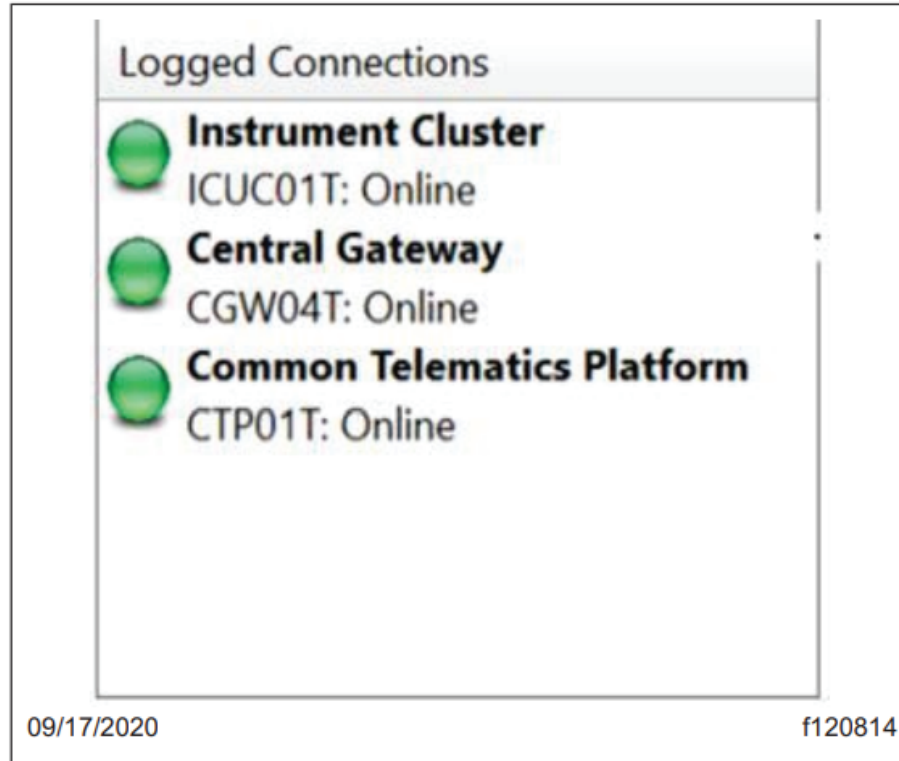 Logged Connections
Instrument Cluster
ICUC01T: Online
Central Gateway
CGW04T: Online
Common Telematics Platform
CTP01T: Online
09/17/2020
f120814